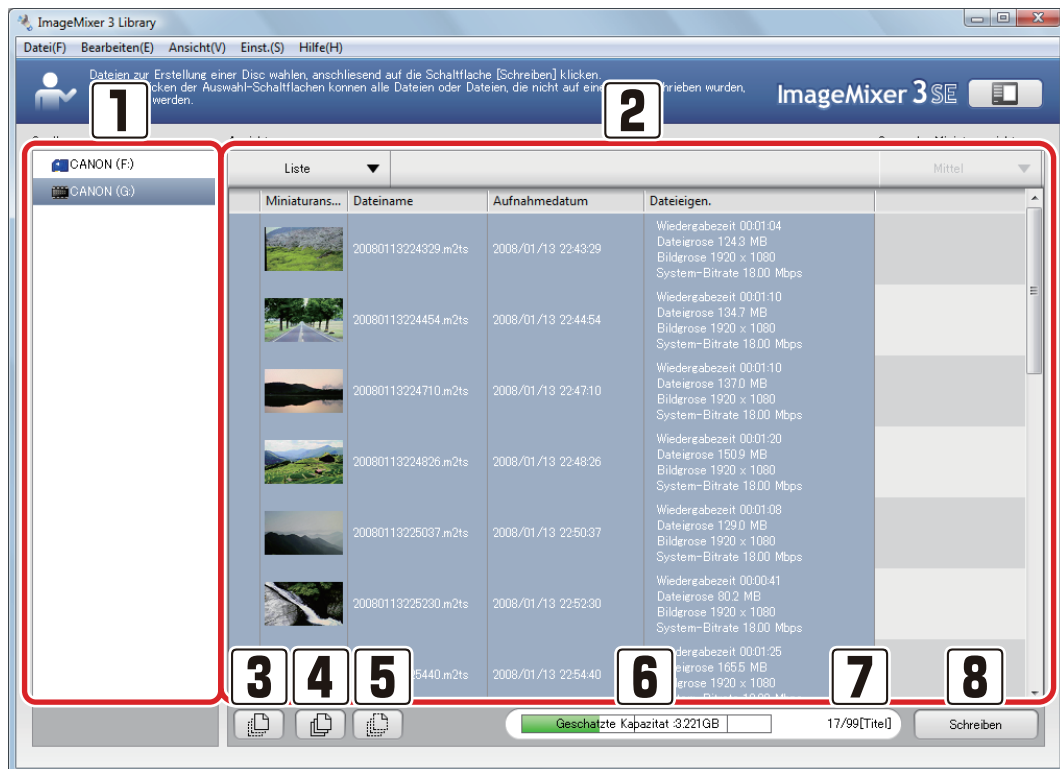 ImageMixer 3 Library
Datei(F) Bearbeiten(E) Ansicht(V) Einst.(S) Hilfe(H)
Dateien zur Erstellung einer Disc wahlen, anschliesend auf die Schaltflache [Schreiben] klicken.
cken der Auswahl-Schaltflachen konnen alle Dateien oder Dateien, die nicht auf eine hrieben wurden,
werden.
ImageMixer 3 SE
1
2
CANON (F:)
CANON (G:)
Liste
Mittel
Miniaturans... Dateiname Aufnahmedatum Dateieigen.
20080113224329.m2ts 2008/01/13 22:43:29
Wiedergabezeit 00:01:04
Dateigrose 124.3 MB
Bildgrose 1920 x 1080
System-Bitrate 18.00 Mbps
20080113224454.m2ts 2008/01/13 22:44:54
Wiedergabezeit 00:01:10
Dateigrose 134.7 MB
Bildgrose 1920 x 1080
System-Bitrate 18.00 Mbps
20080113224710.m2ts 2008/01/13 22:47:10
Wiedergabezeit 00:01:10
Dateigrose 137.0 MB
Bildgrose 1920 x 1080
System-Bitrate 18.00 Mbps
20080113224826.m2ts 2008/01/13 22:48:26
Wiedergabezeit 00:01:20
Dateigrose 150.9 MB
Bildgrose 1920 x 1080
System-Bitrate 18.00 Mbps
20080113225037.m2ts 2008/01/13 22:50:37
Wiedergabezeit 00:01:08
Dateigrose 129.0 MB
Bildgrose 1920 x 1080
System-Bitrate 18.00 Mbps
20080113225230.m2ts 2008/01/13 22:52:30
Wiedergabezeit 00:00:41
Dateigrose 80.2 MB
Bildgrose 1920 x 1080
System-Bitrate 18.00 Mbps
5440.m2ts 2008/01/13 22:54:40
dergabezeit 00:01:25
eigrose 165.5 MB
grose 1920 x 1080
3
4
5
6
7
8
Geschatzte Kapazitat :3.221GB
17/99[Titel]
Schreiben